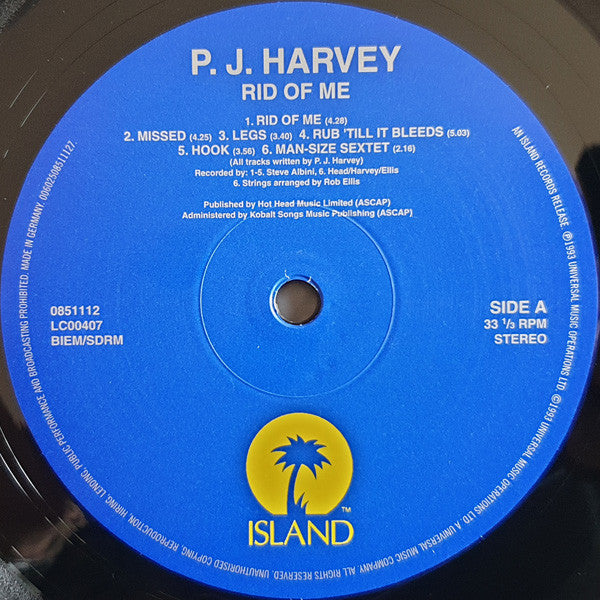 P. J. HARVEY
RID OF ME
1. RID OF ME (4.28)
2. MISSED (4.25) 3. LEGS (3.40) 4. RUB 'TILL IT BLEEDS (5.03)
5. HOOK (3.56) 6. MAN-SIZE SEXTET (2.16)
(All tracks written by P. J. Harvey)
Recorded by: 1-5. Steve Albini, 6. Head/Harvey/Ellis
6. Strings arranged by Rob Ellis
Published by Hot Head Music Limited (ASCAP)
Administered by Kobalt Songs Music Publishing (ASCAP)
0851112
LC00407
BIEM/SDRM
SIDE A
33 1/3 RPM
STEREO
ISLAND
TM
AN ISLAND RECORDS RELEASE. ℗1993 UNIVERSAL MUSIC OPERATIONS LTD. ©1993 UNIVERSAL MUSIC OPERATIONS LTD. A UNIVERSAL MUSIC COMPANY. ALL RIGHTS RESERVED. UNAUTHORISED COPYING, REPRODUCTION, HIRING, LENDING, PUBLIC PERFORMANCE AND BROADCASTING PROHIBITED. MADE IN GERMANY. 00602508511127.